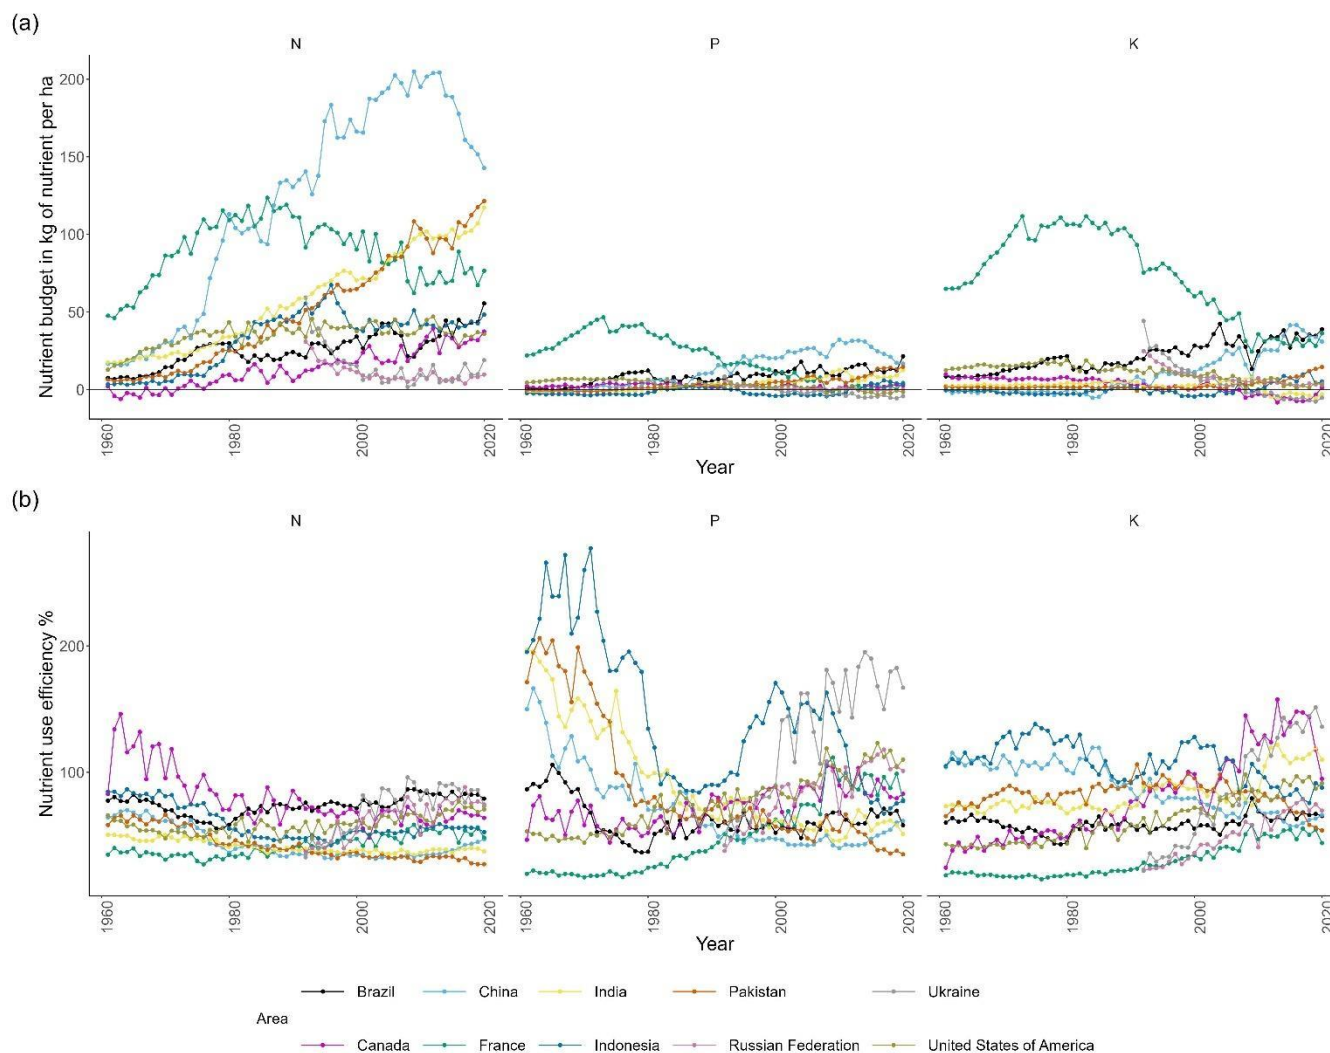 (a)
N P K
Nutrient budget in kg of nutrient per ha
200
150
100
50
0
1960 1980 2000 2020 1960 1980 2000 2020 1960 1980 2000 2020
Year
(b)
N P K
Nutrient use efficiency %
200
100
1960 1980 2000 2020 1960 1980 2000 2020 1960 1980 2000 2020
Year
Area
Brazil China India Pakistan Ukraine
Canada France Indonesia Russian Federation United States of America